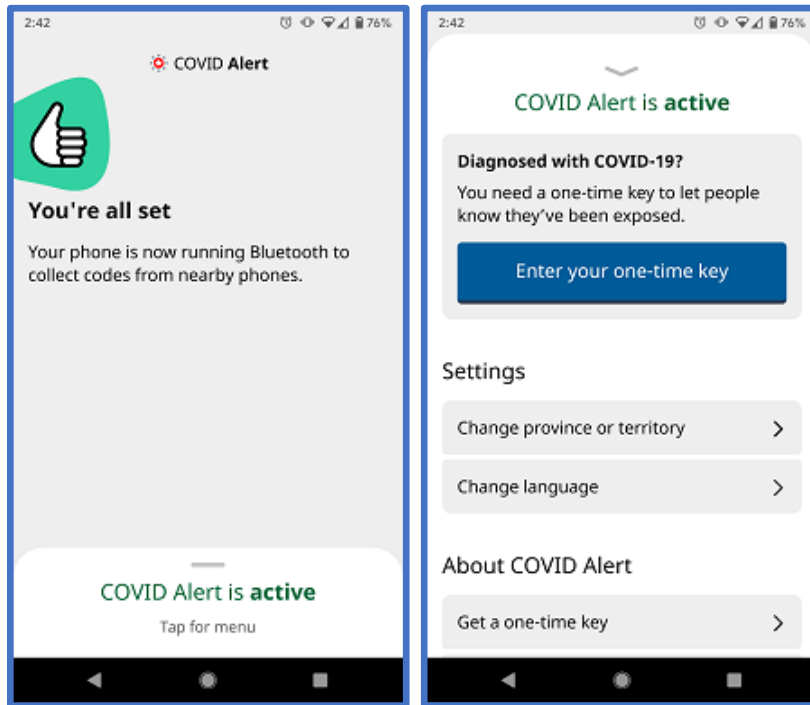 2:42
76%
COVID Alert
You're all set
Your phone is now running Bluetooth to
collect codes from nearby phones.
COVID Alert is active
Tap for menu
2:42
76%
COVID Alert is active
Diagnosed with COVID-19?
You need a one-time key to let people
know they've been exposed.
Enter your one-time key
Settings
Change province or territory
Change language
About COVID Alert
Get a one-time key